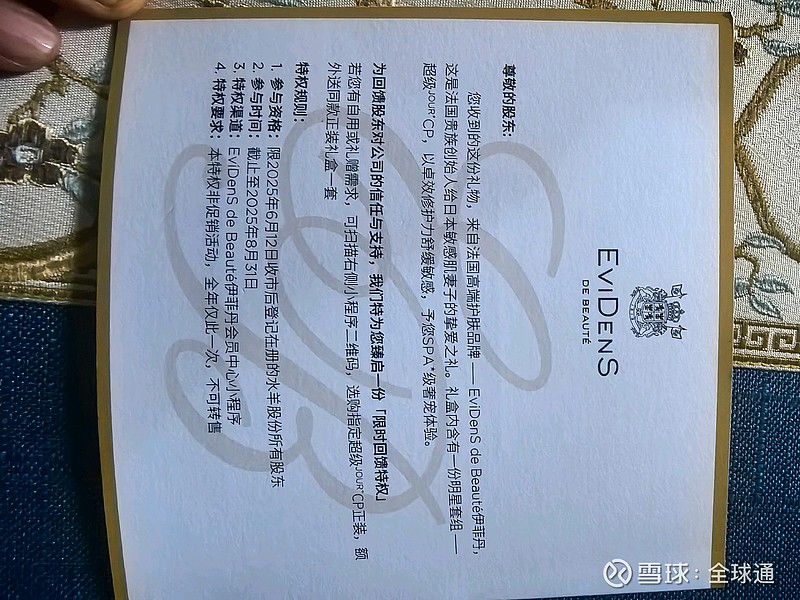 EVIDENS
DE BEAUTÉ
尊敬的股东：
您收到的这份礼物，来自法国高端护肤品牌 —— EviDenS de Beauté伊菲丹，
这是法国贵族创始人给日本敏感肌妻子的挚爱之礼。礼盒内含有一份明星套组 ——
超级JOUR*CP，以卓效修护力舒缓敏感，予您SPA*级奢宠体验。
为回馈股东对公司的信任与支持，我们特为您臻启一份「限时回馈特权」
若您有自用或礼赠需求，可扫描右侧小程序二维码，选购指定超级JOUR*CP正装，额
外送同款正装礼盒一套
特权规则：
1. 参与资格：限2025年6月12日收市后登记在册的水羊股份所有股东
2. 参与时间：截止至2025年8月31日
3. 特权渠道：EviDenS de Beauté伊菲丹会员中心小程序
4. 特权要求：本特权非促销活动，全年仅此一次，不可转售
雪球：全球通